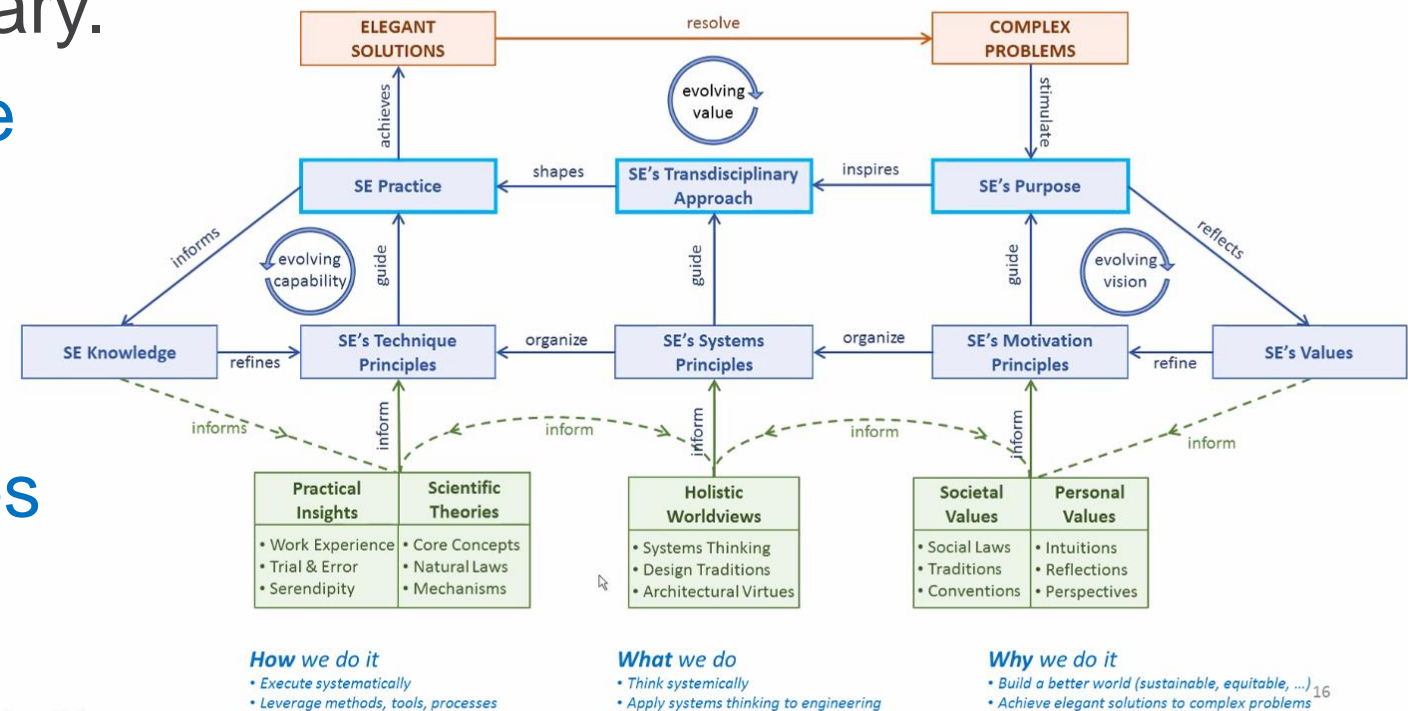 ary.
ELEGANT
SOLUTIONS
resolve
COMPLEX
PROBLEMS
achieves
evolving
value
stimulate
SE Practice
shapes
SE's Transdisciplinary
Approach
inspires
SE's Purpose
e
informs
evolving
capability
guide
guide
guide
evolving
vision
reflects
SE Knowledge
refines
SE's Technique
Principles
organize
SE's Systems
Principles
organize
SE's Motivation
Principles
refine
SE's Values
informs
inform
inform
inform
inform
inform
inform
es
Practical
Insights
• Work Experience
• Trial & Error
• Serendipity
Scientific
Theories
• Core Concepts
• Natural Laws
• Mechanisms
Holistic
Worldviews
• Systems Thinking
• Design Traditions
• Architectural Virtues
Societal
Values
• Social Laws
• Traditions
• Conventions
Personal
Values
• Intuitions
• Reflections
• Perspectives
How we do it
• Execute systematically
• Leverage methods, tools, processes
What we do
• Think systemically
• Apply systems thinking to engineering
Why we do it
• Build a better world (sustainable, equitable, …)
• Achieve elegant solutions to complex problems
16